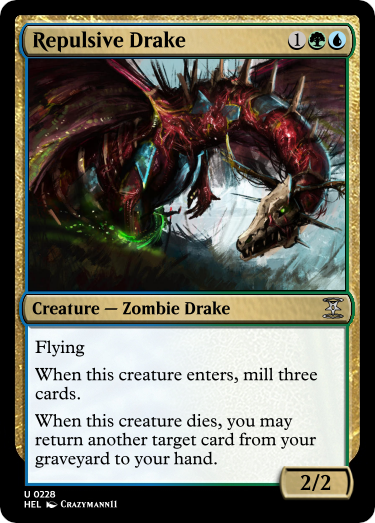 Repulsive Drake 1
Creature — Zombie Drake
Flying
When this creature enters, mill three
cards.
When this creature dies, you may
return another target card from your
graveyard to your hand.
2/2
U 0228
HEL CRAZYMANN11